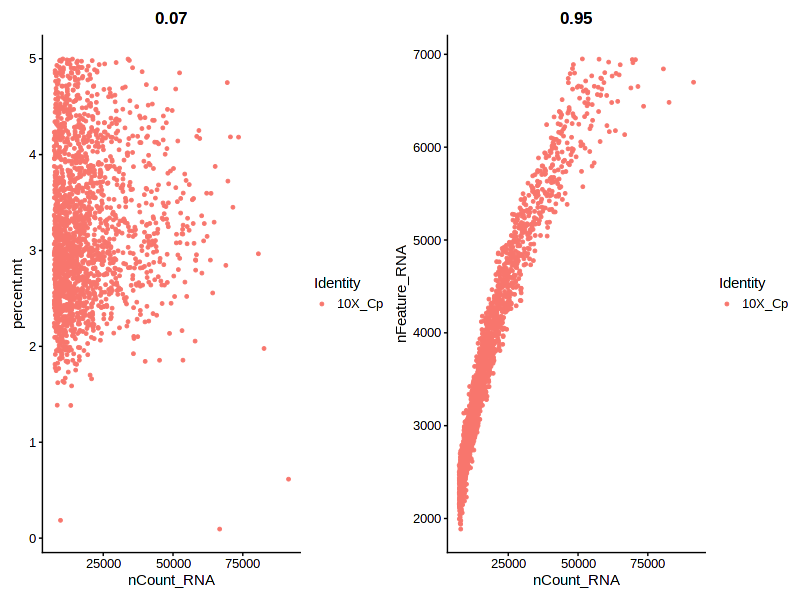 0.07
percent.mt
5
4
3
2
1
0
25000 50000 75000
nCount_RNA
Identity
10X_Cp
0.95
nFeature_RNA
7000
6000
5000
4000
3000
2000
25000 50000 75000
nCount_RNA
Identity
10X_Cp